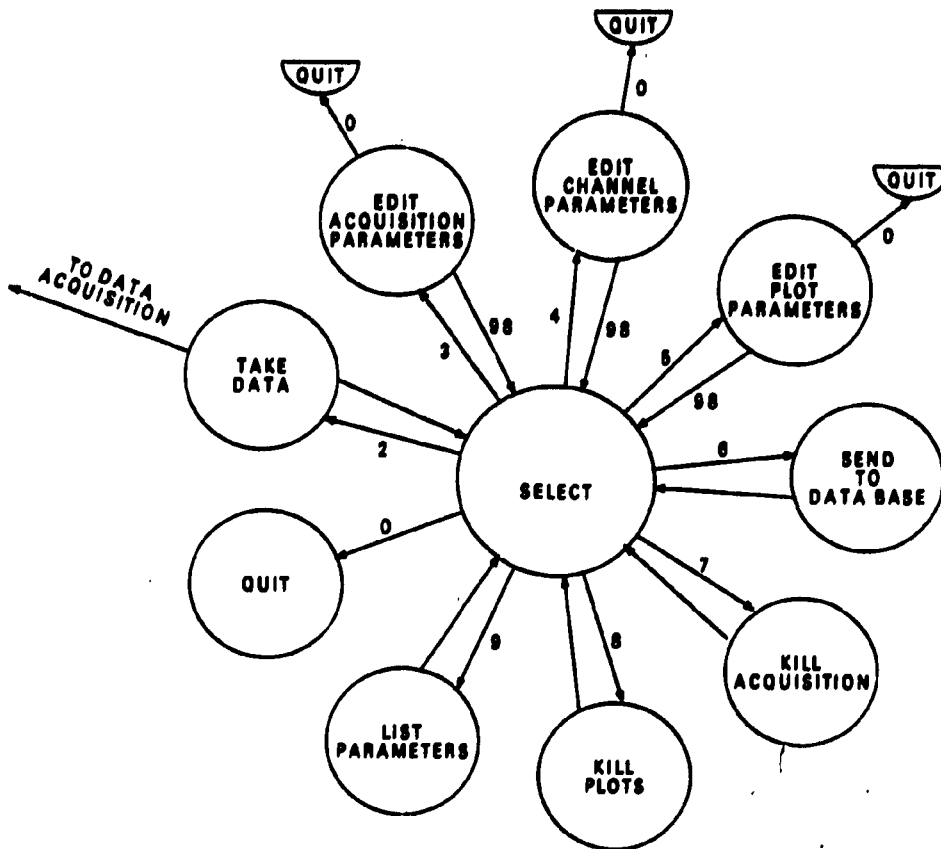 QUIT
QUIT
0
0
EDIT
CHANNEL
PARAMETERS
QUIT
EDIT
ACQUISITION
PARAMETERS
0
EDIT
PLOT
PARAMETERS
TO DATA
ACQUISITION
98
3
4
98
5
98
TAKE
DATA
2
6
SEND
TO
DATA BASE
SELECT
0
QUIT
7
9
8
KILL
ACQUISITION
LIST
PARAMETERS
KILL
PLOTS